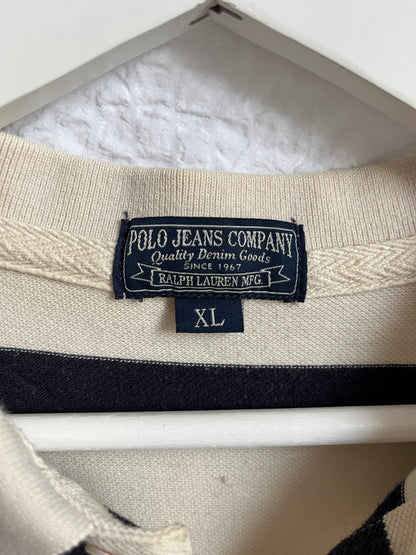 POLO JEANS COMPANY
Quality Denim Goods
SINCE 1967
RALPH LAUREN MFG.
XL